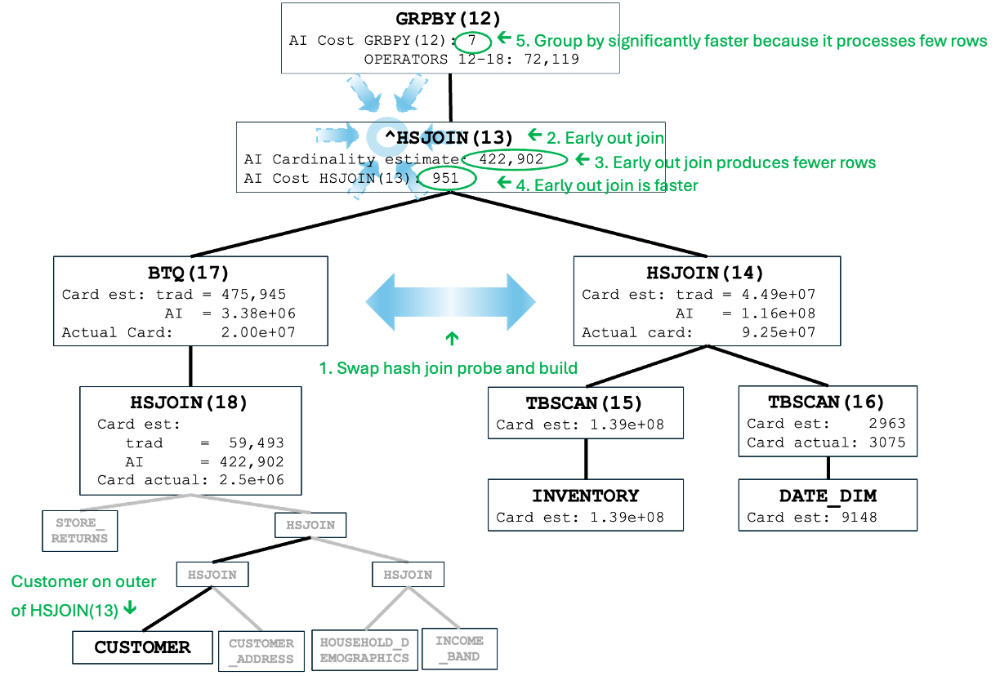 GRPBY(12)
AI Cost GRBPY(12): 7
← 5. Group by significantly faster because it processes few rows
OPERATORS 12-18: 72,119
^HSJOIN(13)
← 2. Early out join
AI Cardinality estimate: 422,902
← 3. Early out join produces fewer rows
AI Cost HSJOIN(13): 951
← 4. Early out join is faster
BTQ(17)
Card est: trad = 475,945
AI = 3.38e+06
Actual Card: 2.00e+07
HSJOIN(14)
Card est: trad = 4.49e+07
AI = 1.16e+08
Actual card: 9.25e+07
↑
1. Swap hash join probe and build
HSJOIN(18)
Card est:
trad = 59,493
AI = 422,902
Card actual: 2.5e+06
TBSCAN(15)
Card est: 1.39e+08
TBSCAN(16)
Card est: 2963
Card actual: 3075
INVENTORY
Card est: 1.39e+08
DATE_DIM
Card est: 9148
STORE_
RETURNS
HSJOIN
HSJOIN
HSJOIN
Customer on outer
of HSJOIN(13) ↓
CUSTOMER
CUSTOMER
_ADDRESS
HOUSEHOLD_D
EMOGRAPHICS
INCOME
_BAND